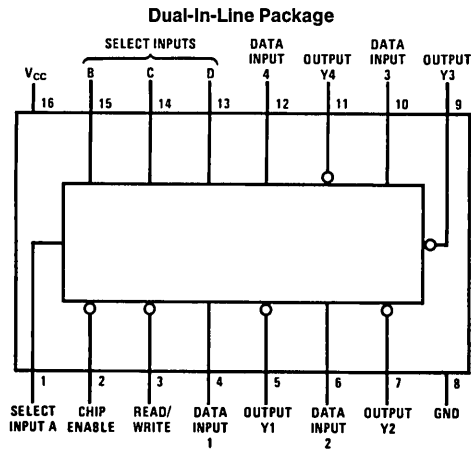 Dual-In-Line Package
SELECT INPUTS
DATA
INPUT
4
OUTPUT
Y4
DATA
INPUT
3
OUTPUT
Y3
VCC
B
C
D
16
15
14
13
12
11
10
9
1
2
3
4
5
6
7
8
SELECT
INPUT A
CHIP
ENABLE
READ/
WRITE
DATA
INPUT
1
OUTPUT
Y1
DATA
INPUT
2
OUTPUT
Y2
GND